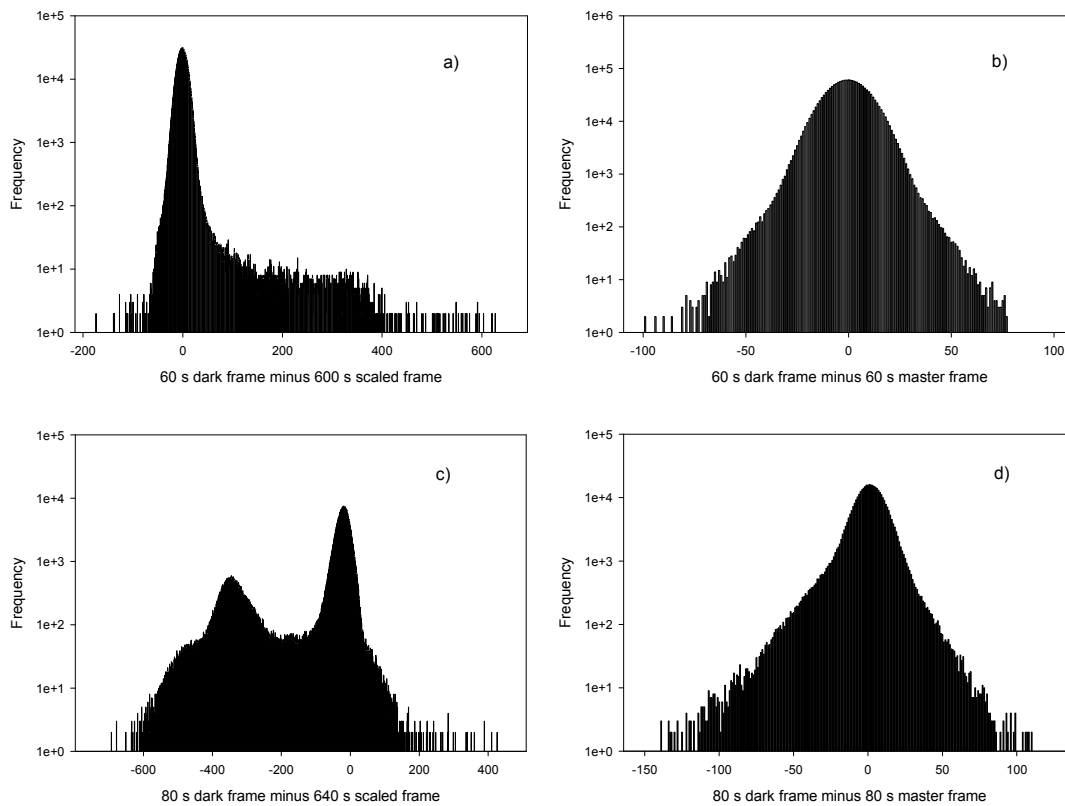 a)
1e+5
1e+4
1e+3
1e+2
1e+1
1e+0
Frequency
-200 0 200 400 600
60 s dark frame minus 600 s scaled frame
b)
1e+6
1e+5
1e+4
1e+3
1e+2
1e+1
1e+0
Frequency
-100 -50 0 50 100
60 s dark frame minus 60 s master frame
c)
1e+5
1e+4
1e+3
1e+2
1e+1
1e+0
Frequency
-600 -400 -200 0 200 400
80 s dark frame minus 640 s scaled frame
d)
1e+5
1e+4
1e+3
1e+2
1e+1
1e+0
Frequency
-150 -100 -50 0 50 100
80 s dark frame minus 80 s master frame